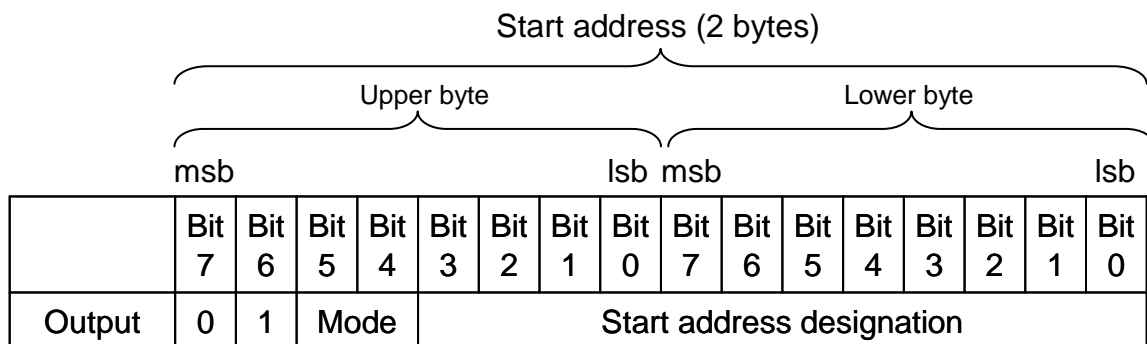 Start address (2 bytes)
Upper byte Lower byte
msb lsb msb lsb
Bit 7 Bit 6 Bit 5 Bit 4 Bit 3 Bit 2 Bit 1 Bit 0 Bit 7 Bit 6 Bit 5 Bit 4 Bit 3 Bit 2 Bit 1 Bit 0
Output 0 1 Mode Start address designation